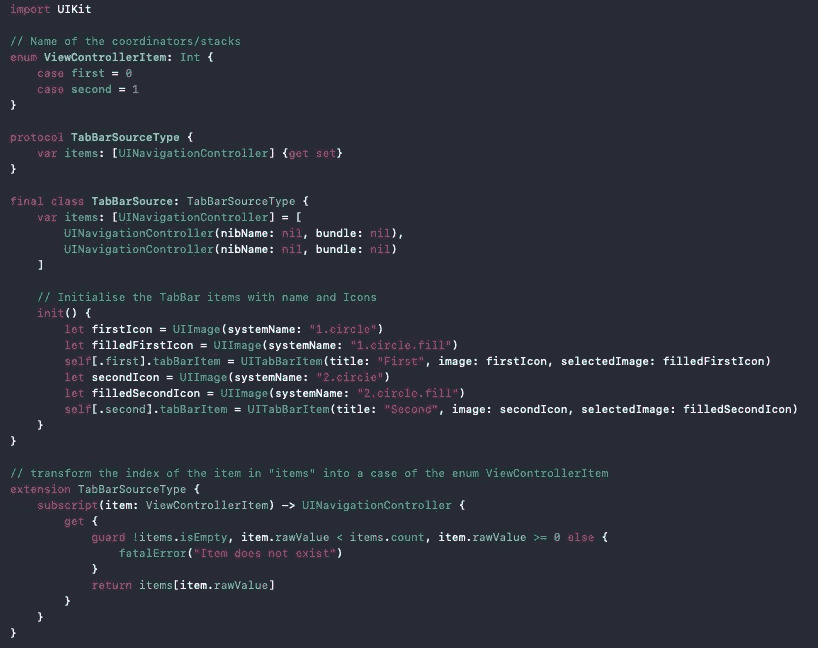 import UIKit

// Name of the coordinators/stacks
enum ViewControllerItem: Int {
    case first = 0
    case second = 1
}

protocol TabBarSourceType {
    var items: [UINavigationController] {get set}
}

final class TabBarSource: TabBarSourceType {
    var items: [UINavigationController] = [
        UINavigationController(nibName: nil, bundle: nil),
        UINavigationController(nibName: nil, bundle: nil)
    ]

    // Initialise the TabBar items with name and Icons
    init() {
        let firstIcon = UIImage(systemName: "1.circle")
        let filledFirstIcon = UIImage(systemName: "1.circle.fill")
        self[.first].tabBarItem = UITabBarItem(title: "First", image: firstIcon, selectedImage: filledFirstIcon)
        let secondIcon = UIImage(systemName: "2.circle")
        let filledSecondIcon = UIImage(systemName: "2.circle.fill")
        self[.second].tabBarItem = UITabBarItem(title: "Second", image: secondIcon, selectedImage: filledSecondIcon)
    }
}

// transform the index of the item in "items" into a case of the enum ViewControllerItem
extension TabBarSourceType {
    subscript(item: ViewControllerItem) -> UINavigationController {
        get {
            guard !items.isEmpty, item.rawValue < items.count, item.rawValue >= 0 else {
                fatalError("Item does not exist")
            }
            return items[item.rawValue]
        }
    }
}